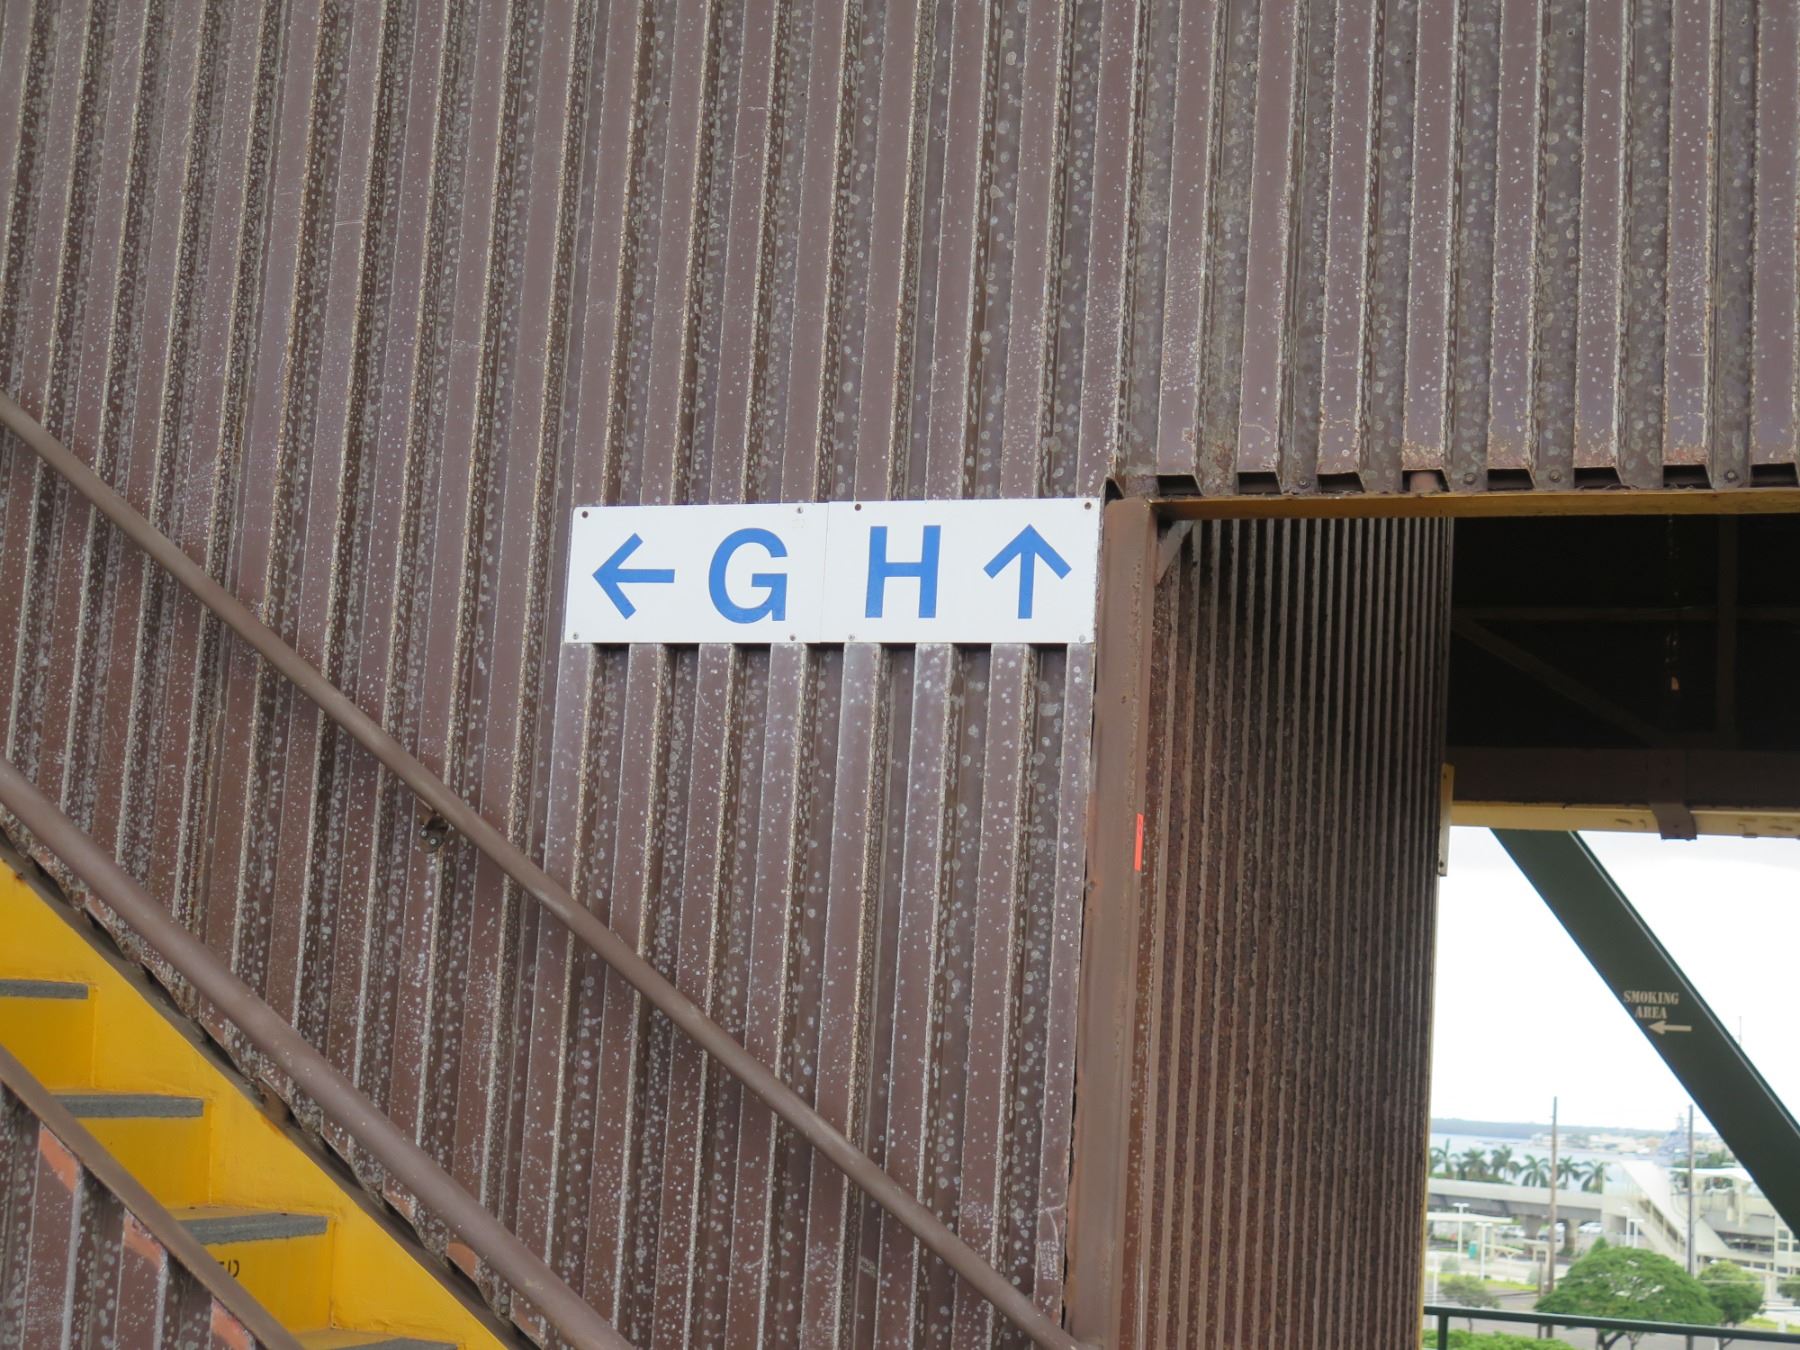 ← G H ↑
SMOKING
AREA
←